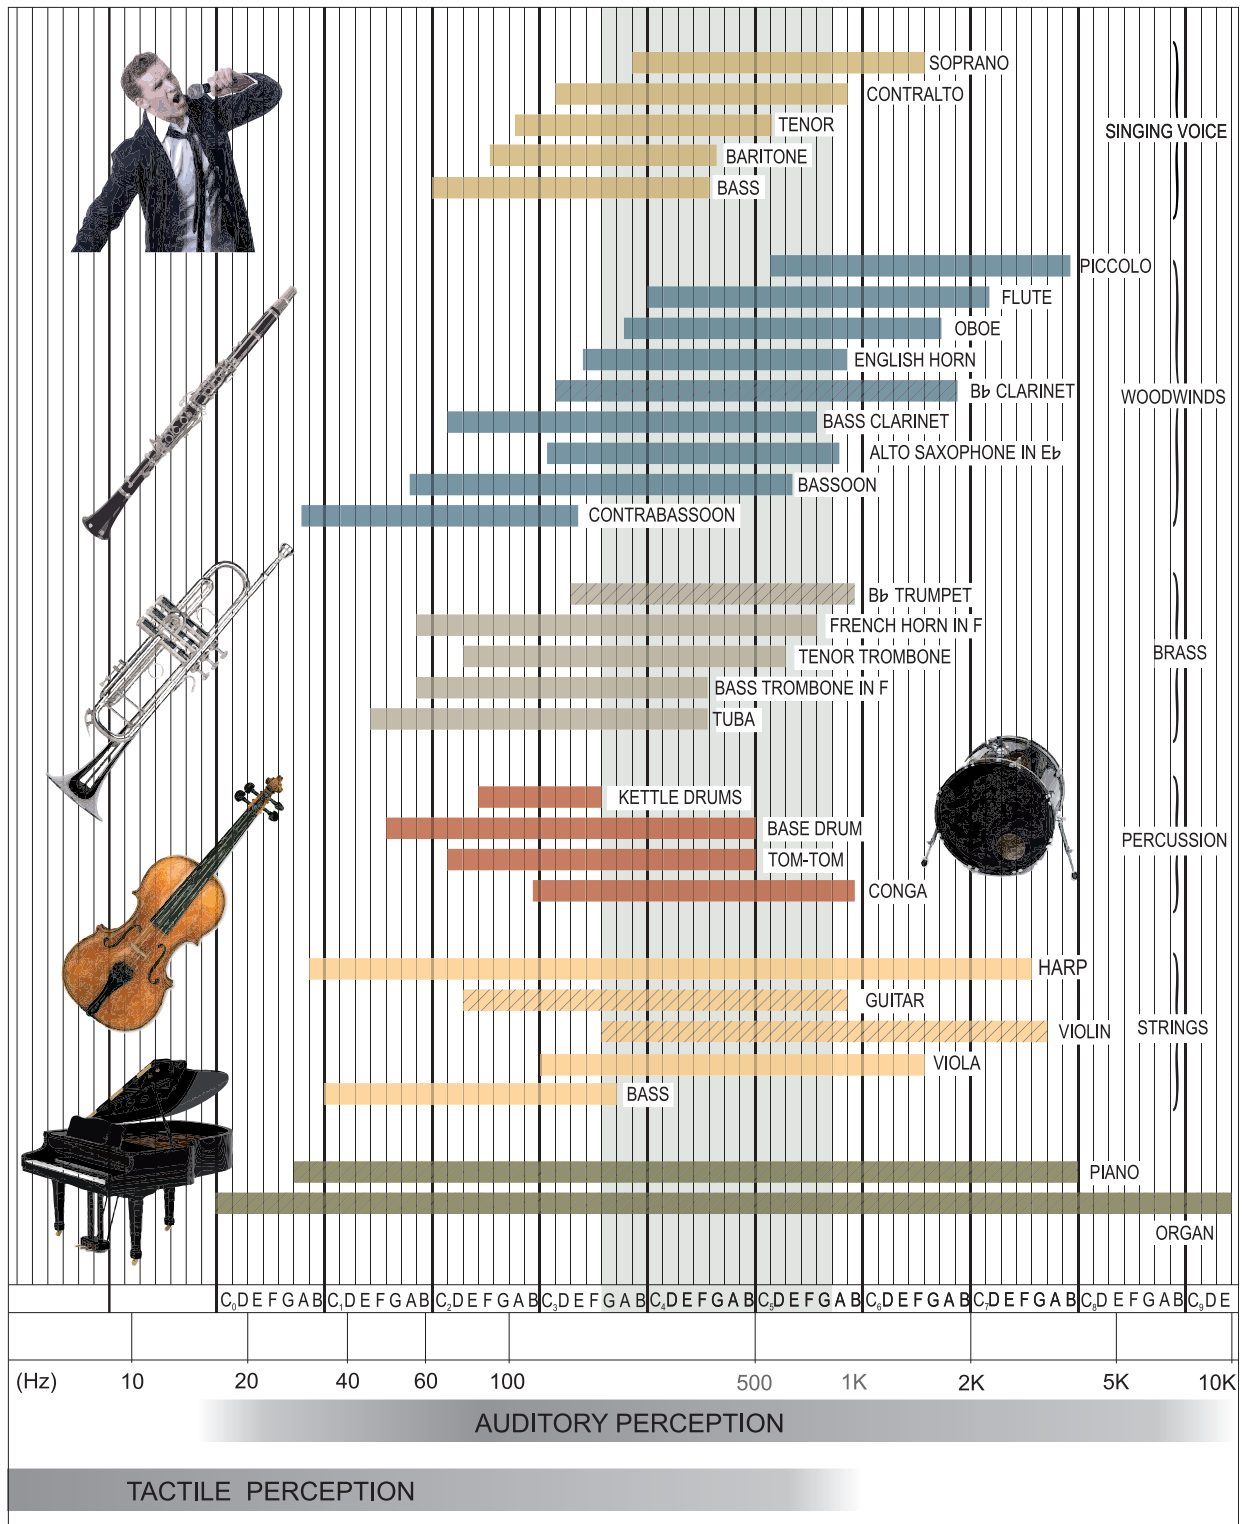 SOPRANO
CONTRALTO
TENOR
SINGING VOICE
BARITONE
BASS
PICCOLO
FLUTE
OBOE
ENGLISH HORN
B♭ CLARINET
WOODWINDS
BASS CLARINET
ALTO SAXOPHONE IN E♭
BASSOON
CONTRABASSOON
B♭ TRUMPET
FRENCH HORN IN F
TENOR TROMBONE
BRASS
BASS TROMBONE IN F
TUBA
KETTLE DRUMS
BASE DRUM
PERCUSSION
TOM-TOM
CONGA
HARP
GUITAR
VIOLIN
STRINGS
VIOLA
BASS
PIANO
ORGAN
C₀ D E F G A B C₁ D E F G A B C₂ D E F G A B C₃ D E F G A B C₄ D E F G A B C₅ D E F G A B C₆ D E F G A B C₇ D E F G A B C₈ D E F G A B C₉ D E
(Hz) 10 20 40 60 100 500 1K 2K 5K 10K
AUDITORY PERCEPTION
TACTILE PERCEPTION